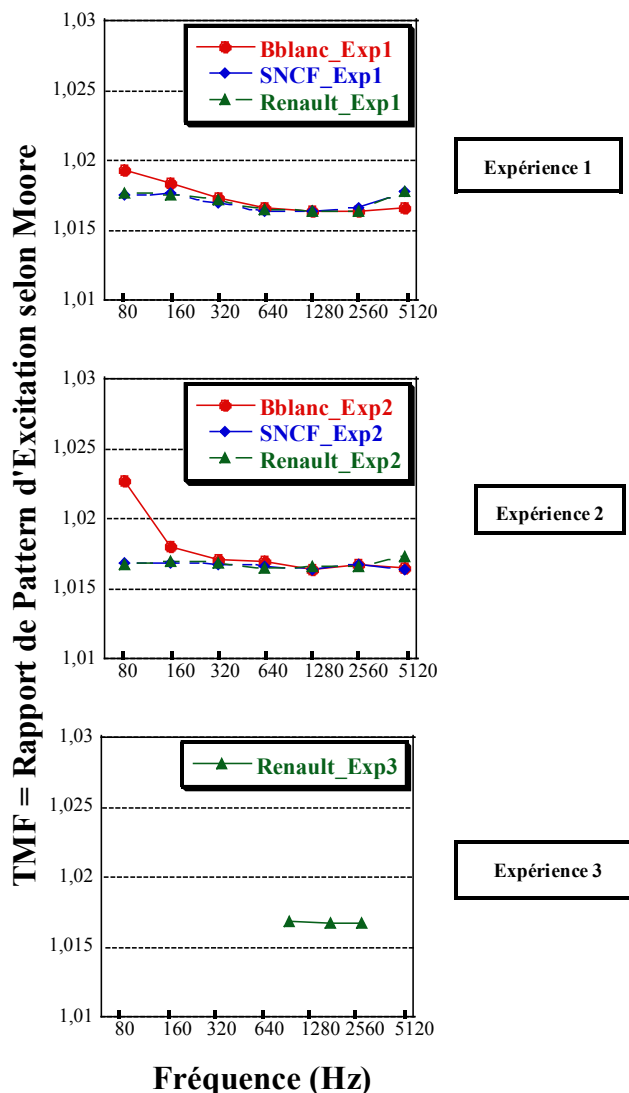 TMF = Rapport de Pattern d'Excitation selon Moore
1,03
1,025
1,02
1,015
1,01
Bblanc_Exp1
SNCF_Exp1
Renault_Exp1
80 160 320 640 1280 2560 5120
Expérience 1
1,03
1,025
1,02
1,015
1,01
Bblanc_Exp2
SNCF_Exp2
Renault_Exp2
80 160 320 640 1280 2560 5120
Expérience 2
1,03
1,025
1,02
1,015
1,01
Renault_Exp3
80 160 320 640 1280 2560 5120
Expérience 3
Fréquence (Hz)